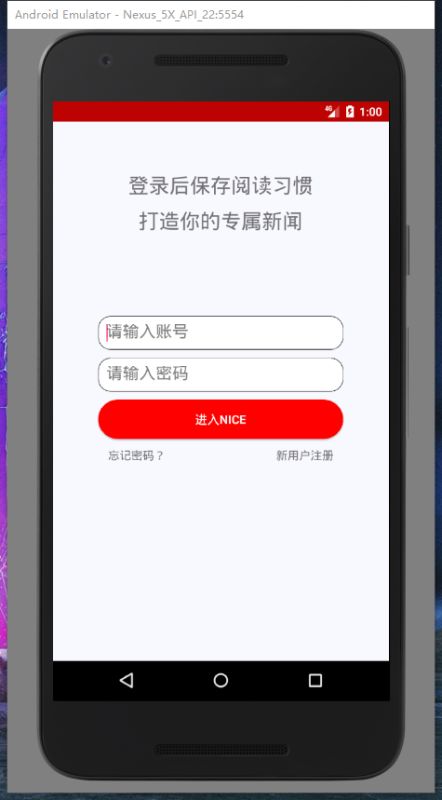 Android Emulator - Nexus_5X_API_22:5554
4G 1:00
登录后保存阅读习惯
打造你的专属新闻
请输入账号
请输入密码
进入NICE
忘记密码？ 新用户注册